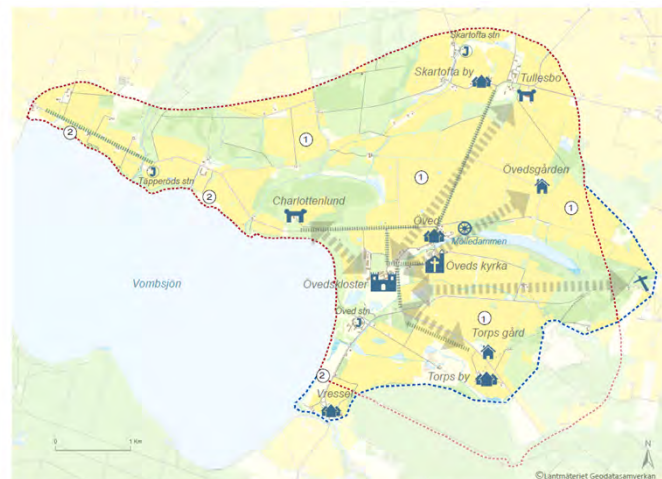 Skartofta stn
Skartofta by
Tullesbo
2
1
Tapperöds stn
1
Övedsgården
2
Charlottenlund
1
Öved
Mölledammen
Öveds kyrka
Vombsjön
Övedskloster
Öved stn
1
Torps gård
2
Torps by
Vressel
0
1 Km
N
©Lantmäteriet Geodatasamverkan